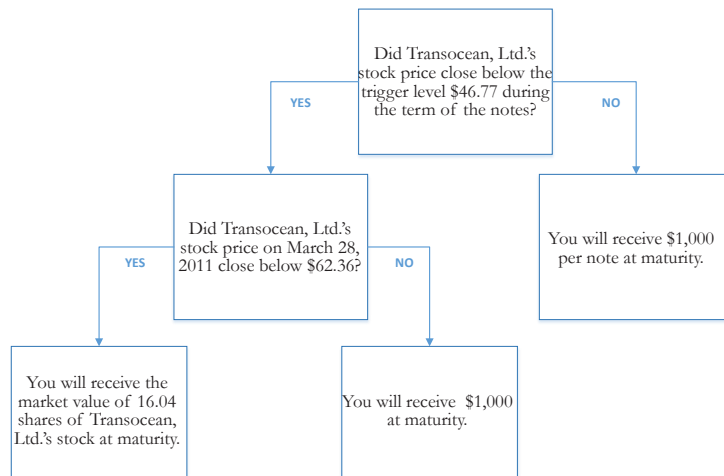 Did Transocean, Ltd.'s
stock price close below the
trigger level $46.77 during
the term of the notes?
YES
NO
Did Transocean, Ltd.'s
stock price on March 28,
2011 close below $62.36?
You will receive $1,000
per note at maturity.
YES
NO
You will receive the
market value of 16.04
shares of Transocean,
Ltd.'s stock at maturity.
You will receive $1,000
at maturity.